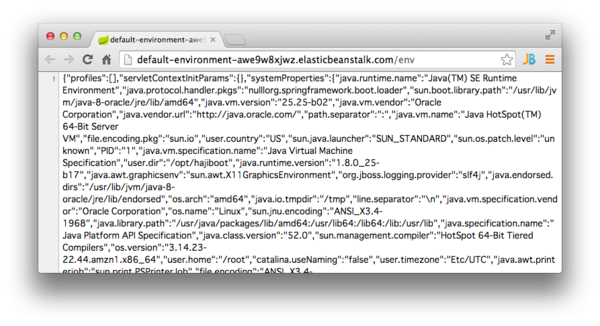 default-environment-awe9
default-environment-awe9w8xjwz.elasticbeanstalk.com/env
JB
1 {"profiles":[],"servletContextInitParams":{},"systemProperties":{"java.runtime.name":"Java(TM) SE Runtime
Environment","java.protocol.handler.pkgs":"null|org.springframework.boot.loader","sun.boot.library.path":"/usr/lib/jv
m/java-8-oracle/jre/lib/amd64","java.vm.version":"25.25-b02","java.vm.vendor":"Oracle
Corporation","java.vendor.url":"http://java.oracle.com/","path.separator":":","java.vm.name":"Java HotSpot(TM)
64-Bit Server
VM","file.encoding.pkg":"sun.io","user.country":"US","sun.java.launcher":"SUN_STANDARD","sun.os.patch.level":"u
nknown","PID":"1","java.vm.specification.name":"Java Virtual Machine
Specification","user.dir":"/opt/hajiboot","java.runtime.version":"1.8.0_25-
b17","java.awt.graphicsenv":"sun.awt.X11GraphicsEnvironment","org.jboss.logging.provider":"slf4j","java.endorsed.
dirs":"/usr/lib/jvm/java-8-
oracle/jre/lib/endorsed","os.arch":"amd64","java.io.tmpdir":"/tmp","line.separator":"\n","java.vm.specification.vend
or":"Oracle Corporation","os.name":"Linux","sun.jnu.encoding":"ANSI_X3.4-
1968","java.library.path":"/usr/java/packages/lib/amd64:/usr/lib64:/lib64:/lib:/usr/lib","java.specification.name":"
Java Platform API Specification","java.class.version":"52.0","sun.management.compiler":"HotSpot 64-Bit Tiered
Compilers","os.version":"3.14.23-
22.44.amzn1.x86_64","user.home":"/root","catalina.useNaming":"false","user.timezone":"Etc/UTC","java.awt.print
erjob":"sun.print.PSPrinterJob","file.encoding":"ANSI_X3.4-